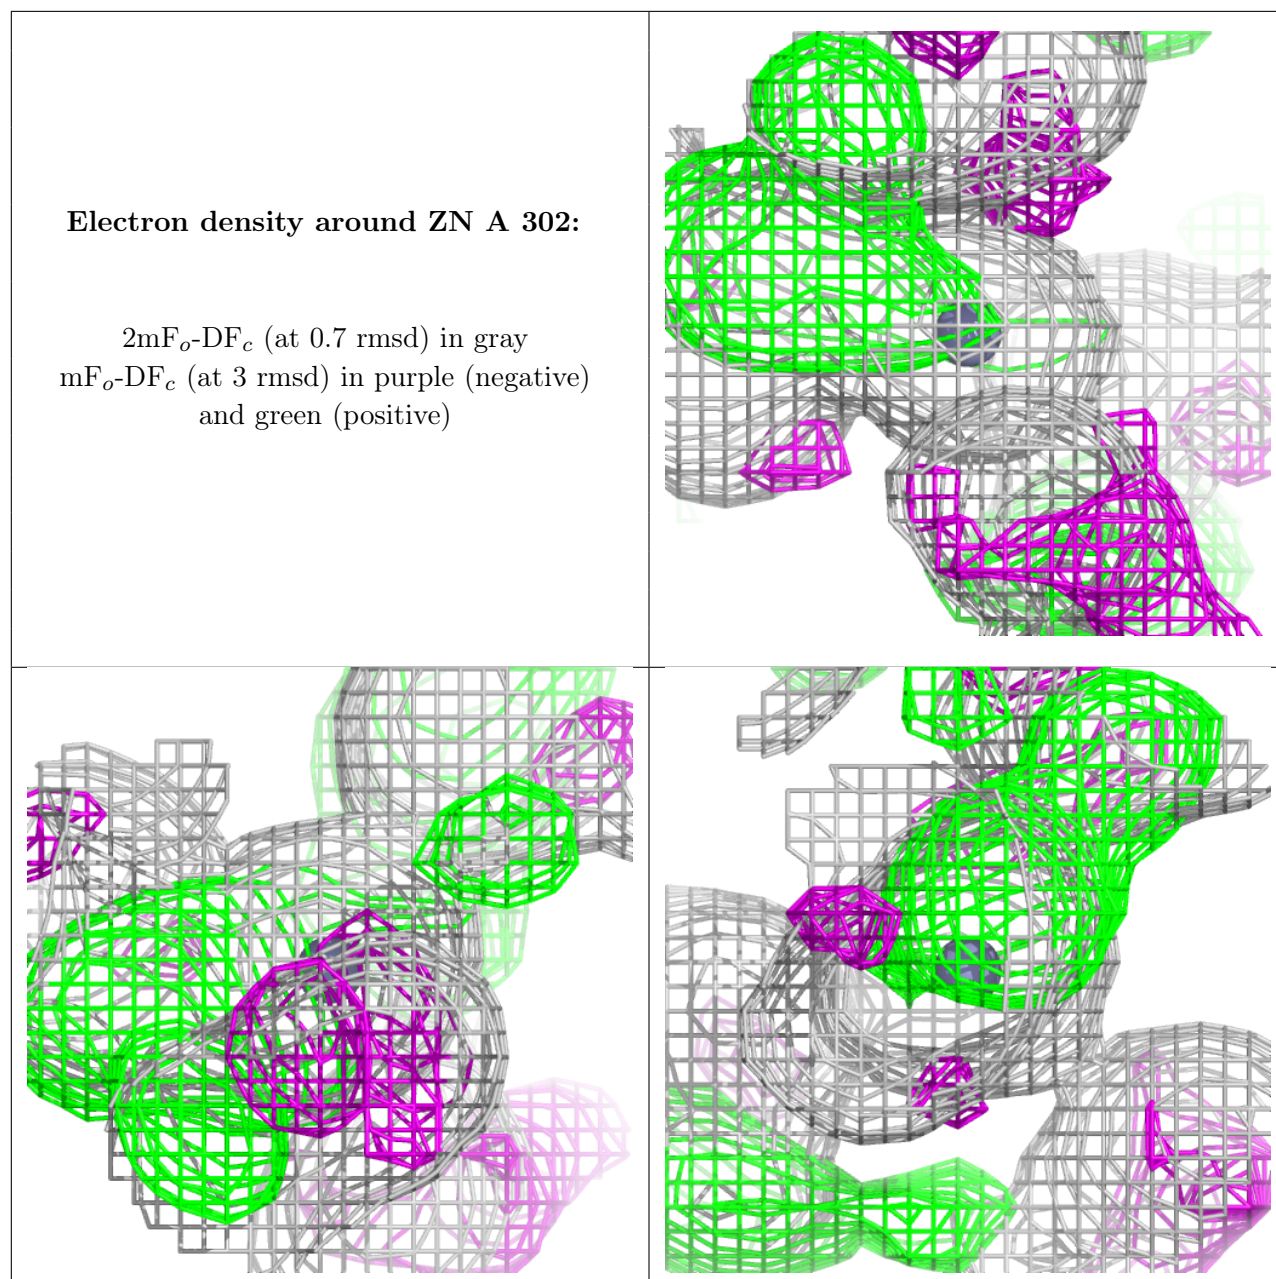 Electron density around ZN A 302:
2mFo-DFc (at 0.7 rmsd) in gray
mFo-DFc (at 3 rmsd) in purple (negative)
and green (positive)